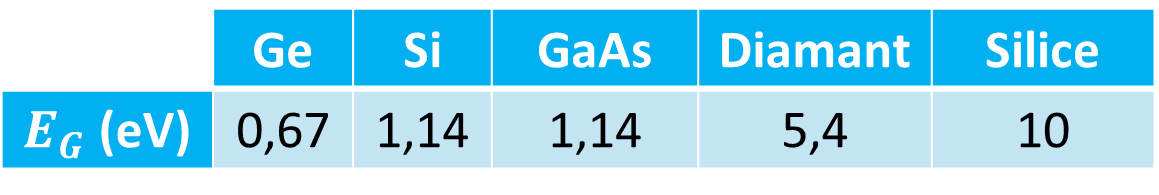 Ge Si GaAs Diamant Silice
E_G (eV) 0,67 1,14 1,14 5,4 10